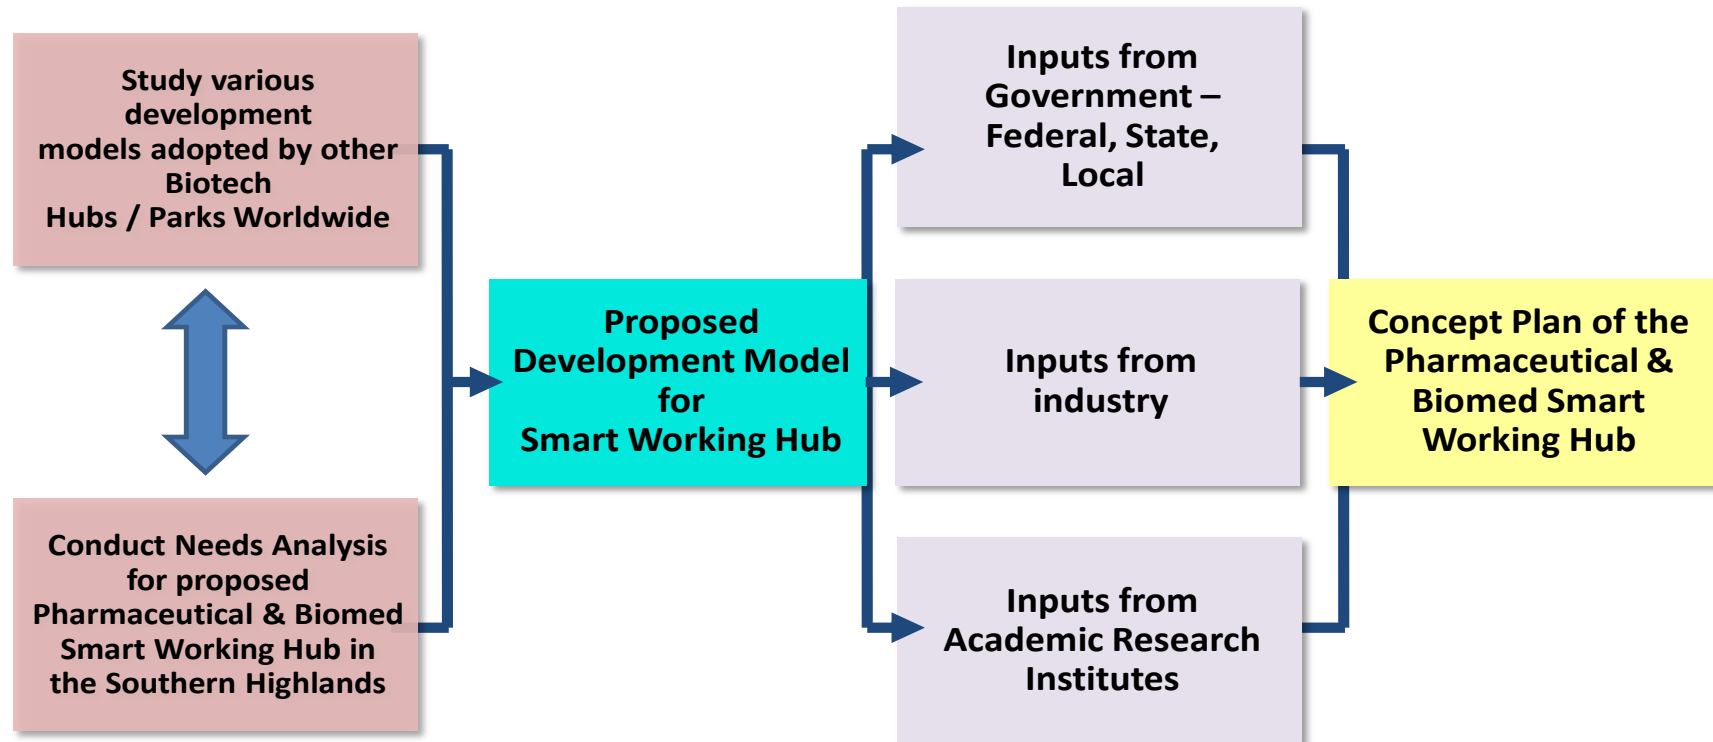 Study various
development
models adopted by other
Biotech
Hubs / Parks Worldwide
Conduct Needs Analysis
for proposed
Pharmaceutical & Biomed
Smart Working Hub in
the Southern Highlands
Proposed
Development Model
for
Smart Working Hub
Inputs from
Government –
Federal, State,
Local
Inputs from
industry
Inputs from
Academic Research
Institutes
Concept Plan of the
Pharmaceutical &
Biomed Smart
Working Hub